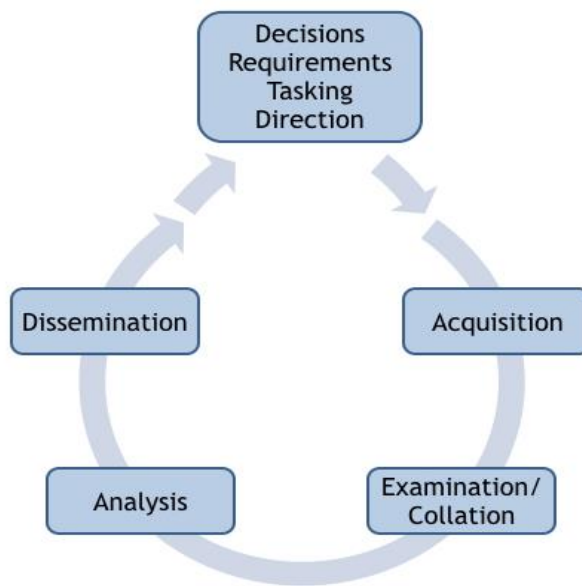 Decisions
Requirements
Tasking
Direction
Dissemination
Acquisition
Analysis
Examination/
Collation